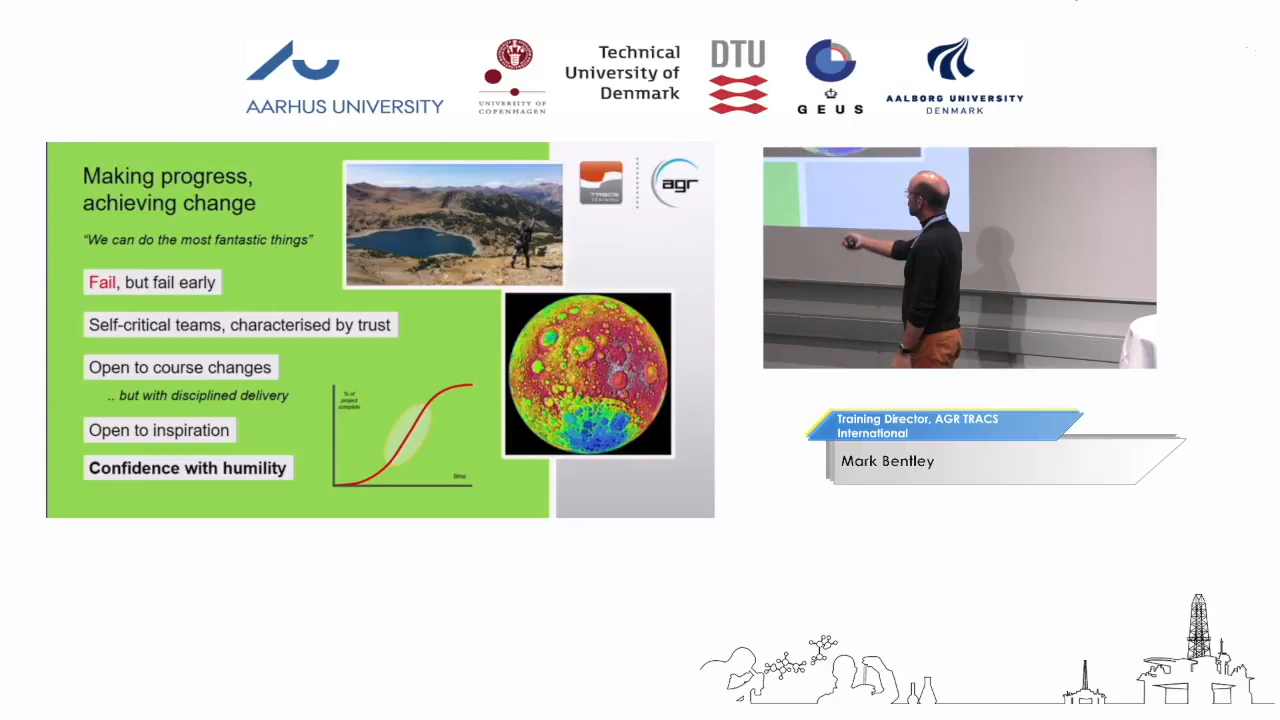 AARHUS UNIVERSITY
UNIVERSITY OF
COPENHAGEN
Technical
University of
Denmark
DTU
GEUS
AALBORG UNIVERSITY
DENMARK
Making progress,
achieving change
“We can do the most fantastic things”
Fail, but fail early
Self-critical teams, characterised by trust
Open to course changes
.. but with disciplined delivery
Open to inspiration
Confidence with humility
% of
project
complete
time
TRACS
TRAINING
agr
Training Director, AGR TRACS
International
Mark Bentley